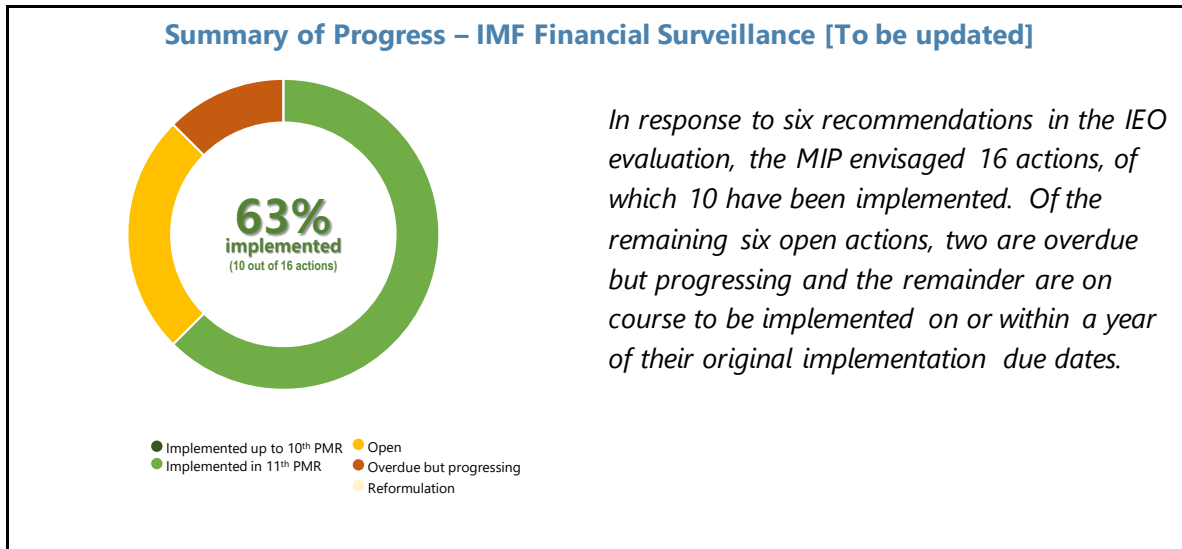 Summary of Progress – IMF Financial Surveillance [To be updated]
63%
implemented
(10 out of 16 actions)
In response to six recommendations in the IEO
evaluation, the MIP envisaged 16 actions, of
which 10 have been implemented. Of the
remaining six open actions, two are overdue
but progressing and the remainder are on
course to be implemented on or within a year
of their original implementation due dates.
Implemented up to 10th PMR
Implemented in 11th PMR
Open
Overdue but progressing
Reformulation